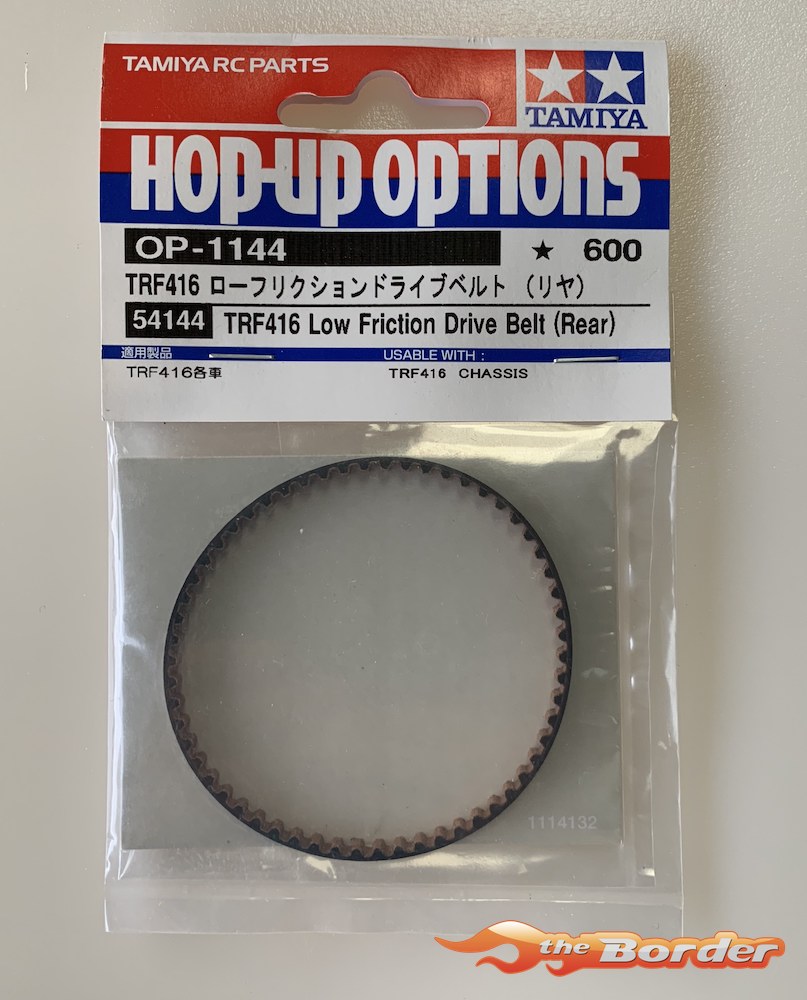 TAMIYA RC PARTS
TAMIYA
HOP-UP OPTIONS
OP-1144 ★ 600
TRF416 ローフリクションドライブベルト (リヤ)
54144 TRF416 Low Friction Drive Belt (Rear)
適用製品 USABLE WITH :
TRF416各車 TRF416 CHASSIS
1114132
the Border